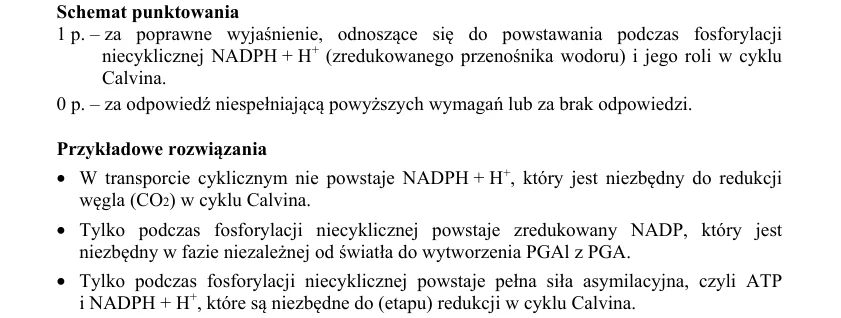 Schemat punktowania
1 p. – za poprawne wyjaśnienie, odnoszące się do powstawania podczas fosforylacji
niecyklicznej NADPH + H⁺ (zredukowanego przenośnika wodoru) i jego roli w cyklu
Calvina.
0 p. – za odpowiedź niespełniającą powyższych wymagań lub za brak odpowiedzi.
Przykładowe rozwiązania
• W transporcie cyklicznym nie powstaje NADPH + H⁺, który jest niezbędny do redukcji
węgla (CO₂) w cyklu Calvina.
• Tylko podczas fosforylacji niecyklicznej powstaje zredukowany NADP, który jest
niezbędny w fazie niezależnej od światła do wytworzenia PGAl z PGA.
• Tylko podczas fosforylacji niecyklicznej powstaje pełna siła asymilacyjna, czyli ATP
i NADPH + H⁺, które są niezbędne do (etapu) redukcji w cyklu Calvina.